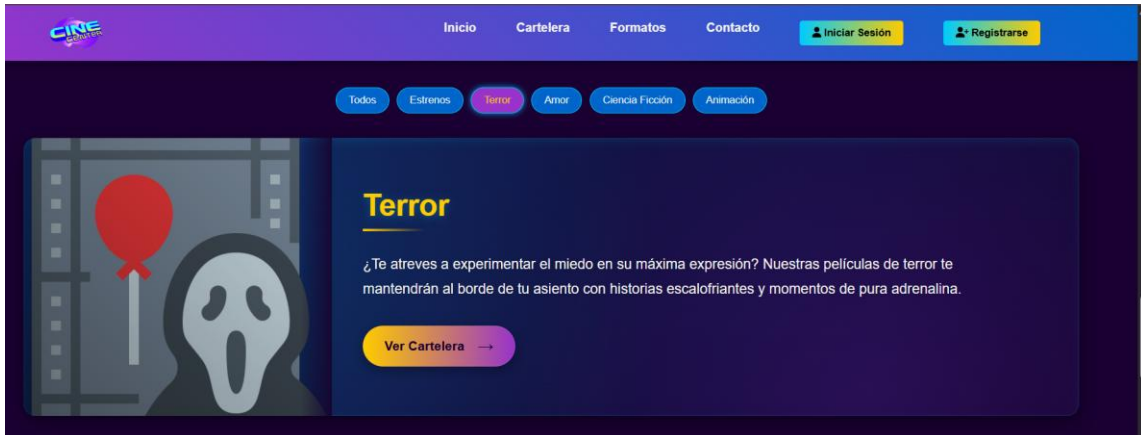 CINE
CENTER
Inicio Cartelera Formatos Contacto Iniciar Sesión Registrarse
Todos Estrenos Terror Amor Ciencia Ficción Animación
Terror
¿Te atreves a experimentar el miedo en su máxima expresión? Nuestras películas de terror te
mantendrán al borde de tu asiento con historias escalofriantes y momentos de pura adrenalina.
Ver Cartelera →